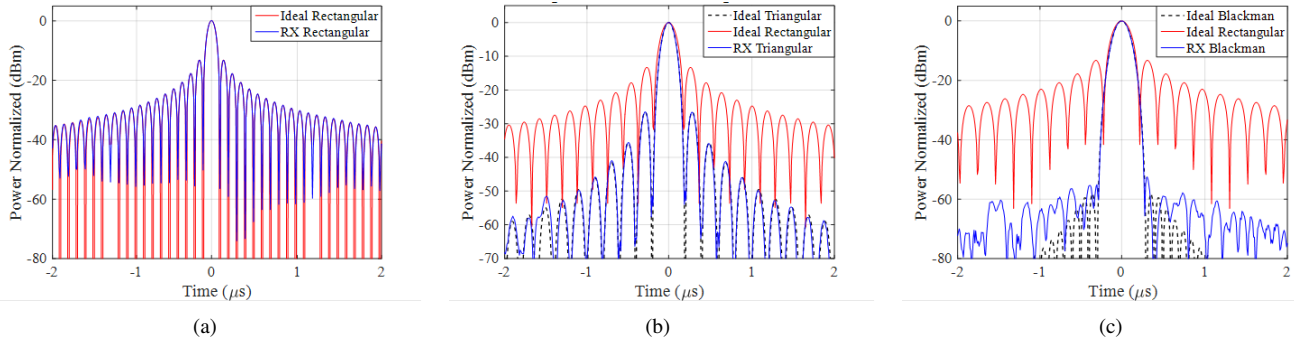 Ideal Rectangular
RX Rectangular
Power Normalized (dBm)
0
-20
-40
-60
-80
-2
-1
0
1
2
Time (μs)
(a)
Ideal Triangular
Ideal Rectangular
RX Triangular
Power Normalized (dBm)
0
-10
-20
-30
-40
-50
-60
-70
-2
-1
0
1
2
Time (μs)
(b)
Ideal Blackman
Ideal Rectangular
RX Blackman
Power Normalized (dBm)
0
-20
-40
-60
-80
-2
-1
0
1
2
Time (μs)
(c)